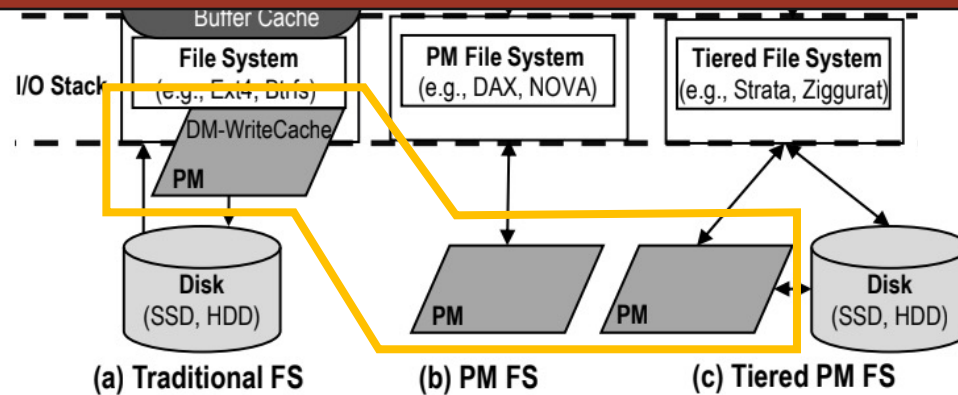 Buffer Cache
I/O Stack
File System
(e.g., Ext4, Btrfs)
DM-WriteCache
PM
Disk
(SSD, HDD)
(a) Traditional FS
PM File System
(e.g., DAX, NOVA)
PM
(b) PM FS
Tiered File System
(e.g., Strata, Ziggurat)
PM
Disk
(SSD, HDD)
(c) Tiered PM FS